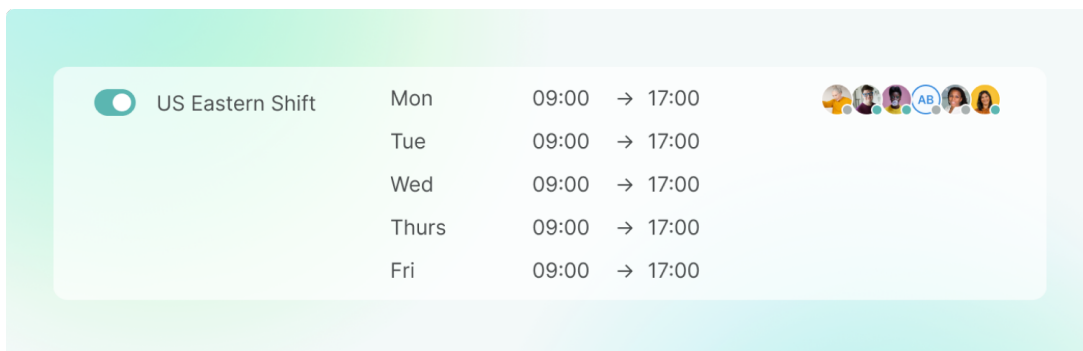 US Eastern Shift Mon 09:00 → 17:00 AB
Tue 09:00 → 17:00
Wed 09:00 → 17:00
Thurs 09:00 → 17:00
Fri 09:00 → 17:00